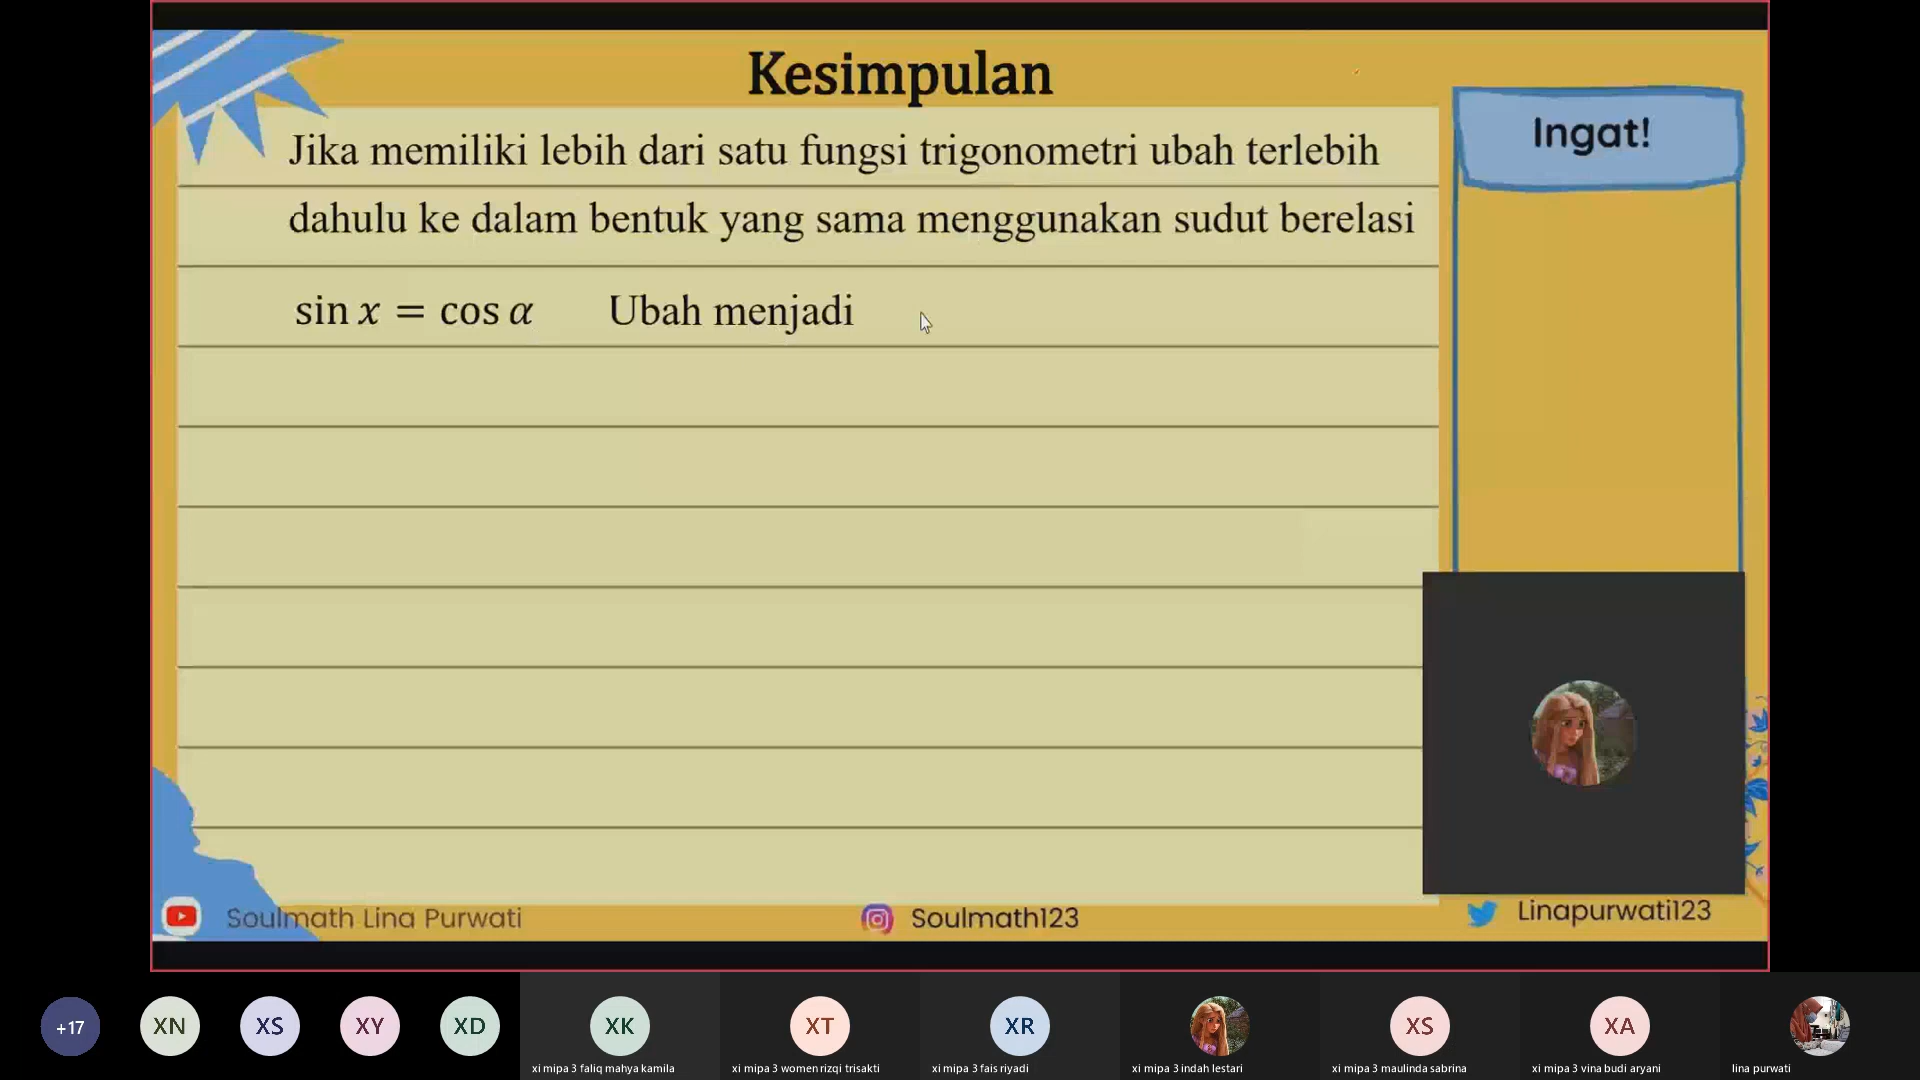 Kesimpulan
Ingat!
Jika memiliki lebih dari satu fungsi trigonometri ubah terlebih
dahulu ke dalam bentuk yang sama menggunakan sudut berelasi
sin x = cos α Ubah menjadi
Soulmath Lina Purwati
Soulmath123
Linapurwati123
+17
XN
XS
XY
XD
XK
XT
XR
XS
XA
xi mipa 3 faliq mahya kamila
xi mipa 3 women rizqi trisakti
xi mipa 3 fais riyadi
xi mipa 3 indah lestari
xi mipa 3 maulinda sabrina
xi mipa 3 vina budi aryani
lina purwati